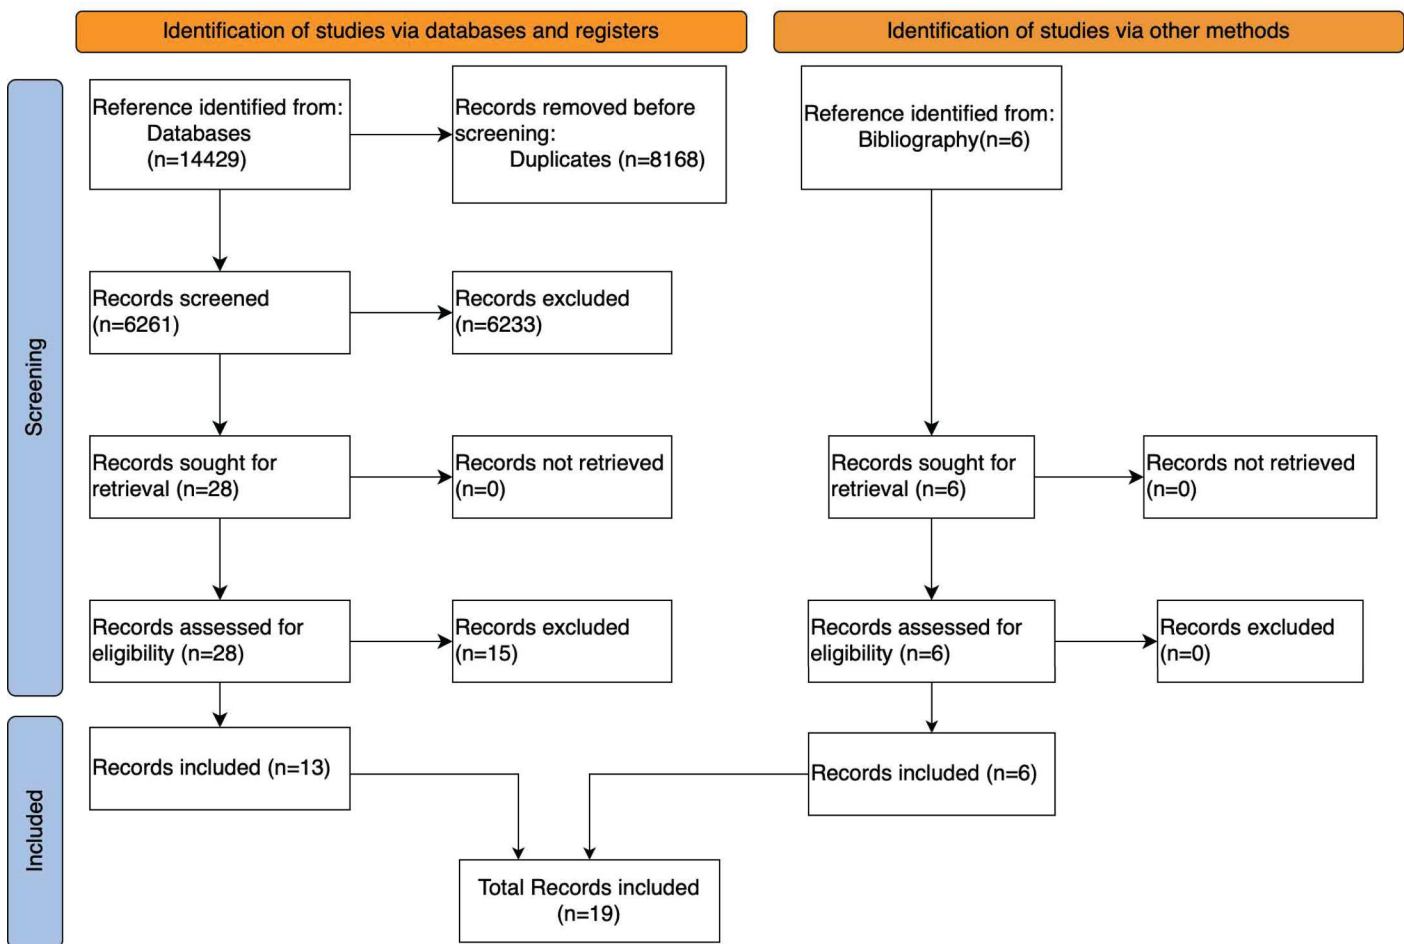 Identification of studies via databases and registers
Identification of studies via other methods
Reference identified from:
Databases
(n=14429)
Records removed before
screening:
Duplicates (n=8168)
Reference identified from:
Bibliography(n=6)
Screening
Records screened
(n=6261)
Records excluded
(n=6233)
Records sought for
retrieval (n=28)
Records not retrieved
(n=0)
Records sought for
retrieval (n=6)
Records not retrieved
(n=0)
Records assessed for
eligibility (n=28)
Records excluded
(n=15)
Records assessed for
eligibility (n=6)
Records excluded
(n=0)
Included
Records included (n=13)
Records included (n=6)
Total Records included
(n=19)